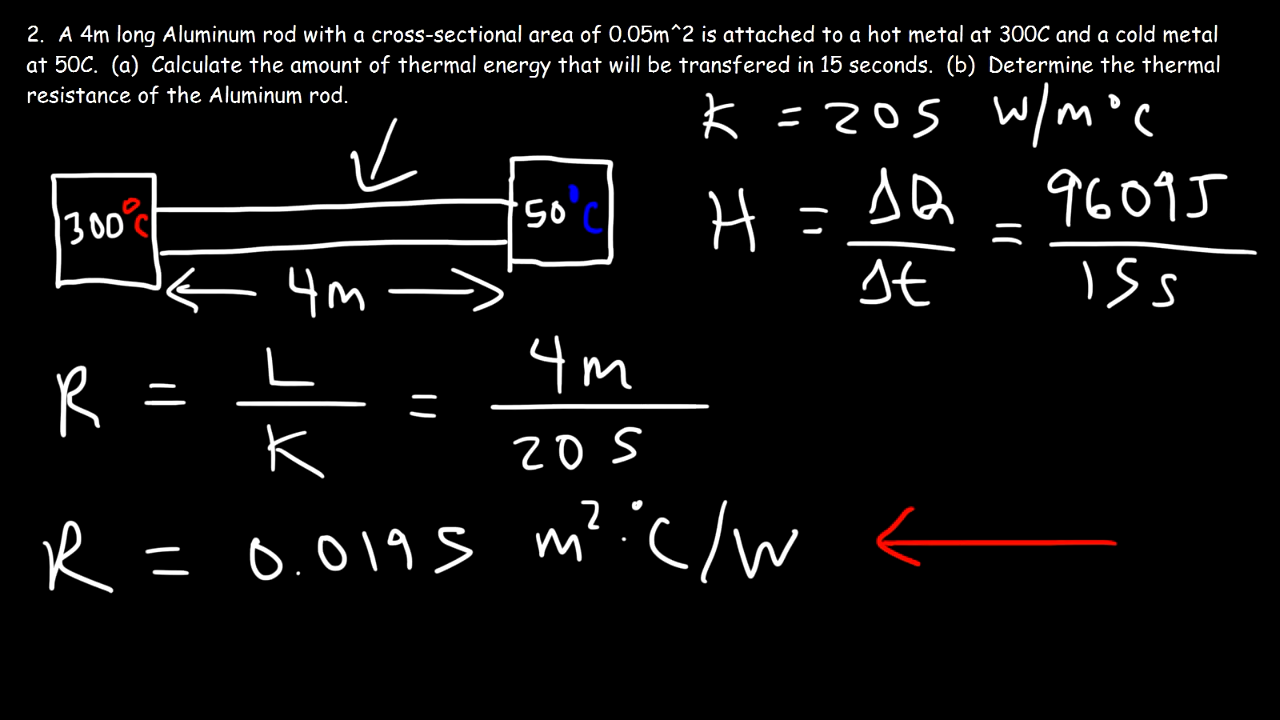 2. A 4m long Aluminum rod with a cross-sectional area of 0.05m^2 is attached to a hot metal at 300C and a cold metal
at 50C. (a) Calculate the amount of thermal energy that will be transfered in 15 seconds. (b) Determine the thermal
resistance of the Aluminum rod.
K = 205 W/m°C
300°C
50°C
4m
H = ΔQ/Δt = 9609J/15s
R = L/K = 4m/205
R = 0.0195 m²·°C/W